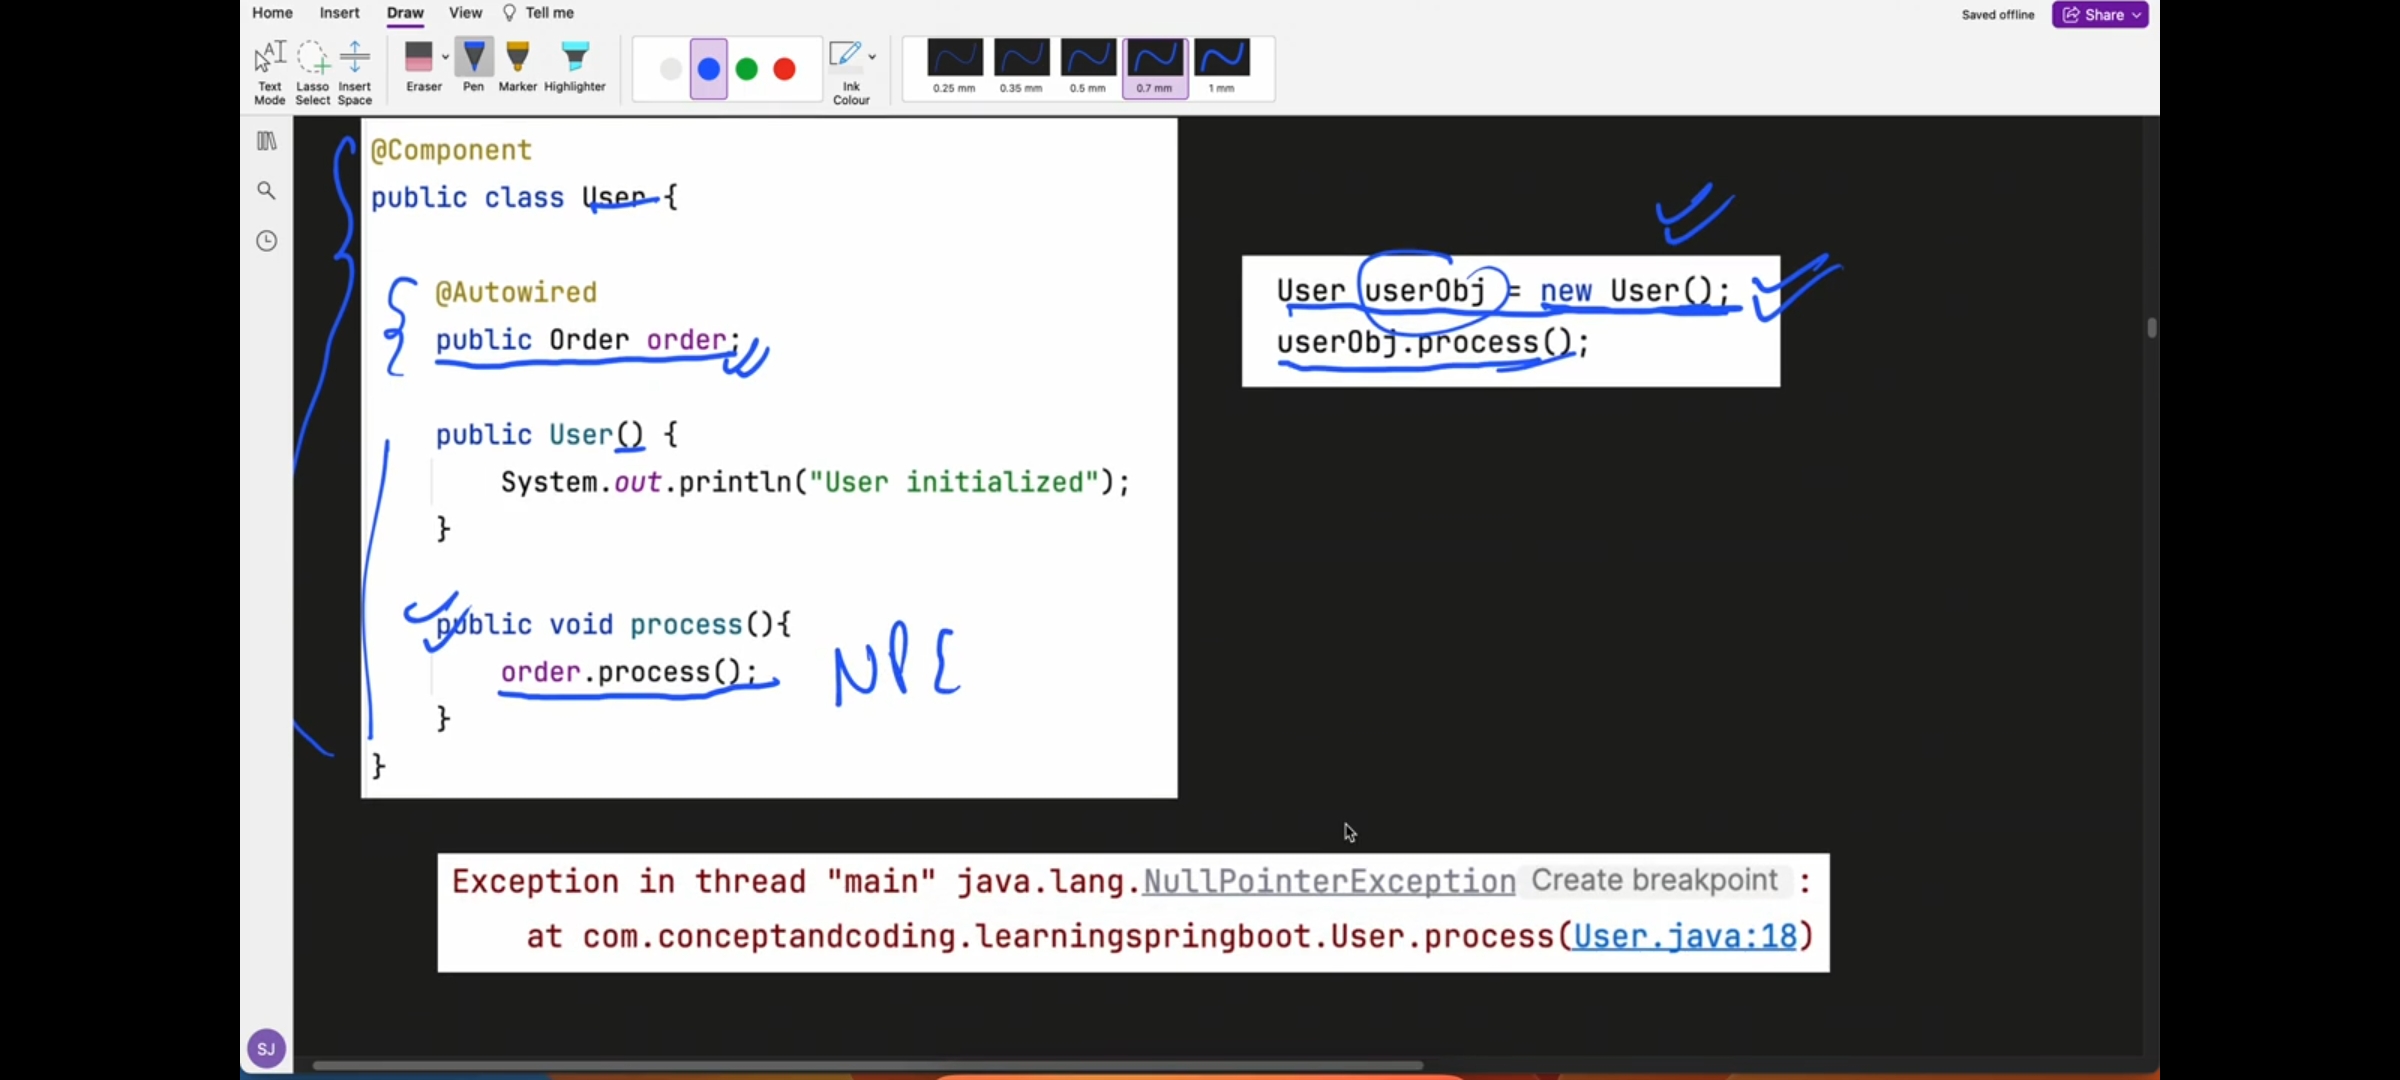 Home Insert Draw View Tell me
Saved offline Share
Text Mode
Lasso Select
Insert Space
Eraser Pen Marker Highlighter
Ink Colour
0.25 mm 0.35 mm 0.5 mm 0.7 mm 1 mm
@Component
public class User {
@Autowired
public Order order;
public User() {
System.out.println("User initialized");
}
public void process(){
order.process();
}
}
NPE
User userObj = new User();
userObj.process();
Exception in thread "main" java.lang.NullPointerException Create breakpoint :
at com.conceptandcoding.learningspringboot.User.process(User.java:18)
SJ